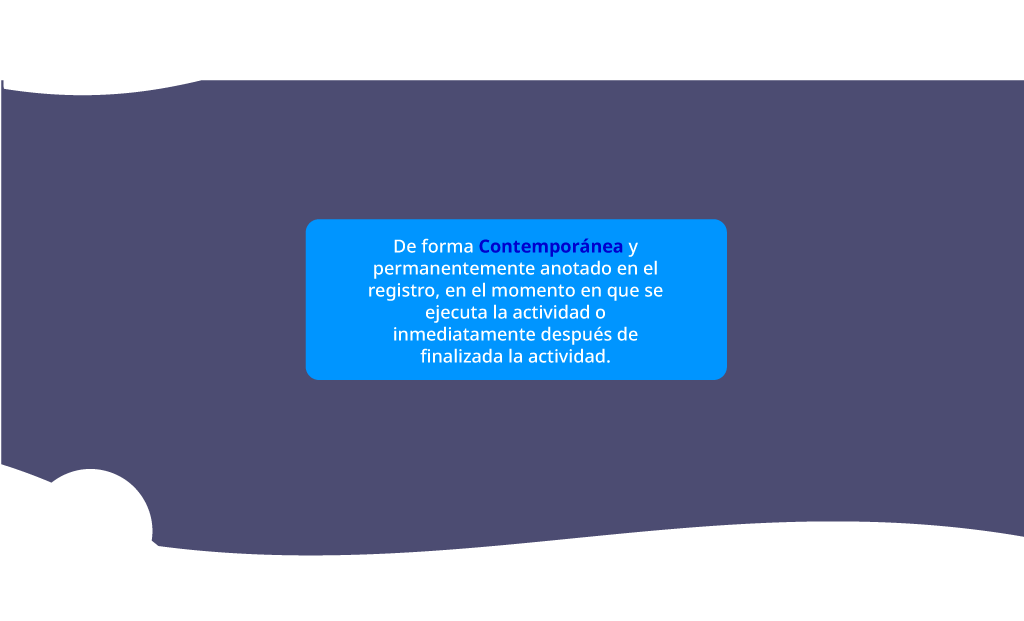 De forma Contemporánea y
permanentemente anotado en el
registro, en el momento en que se
ejecuta la actividad o
inmediatamente después de
finalizada la actividad.